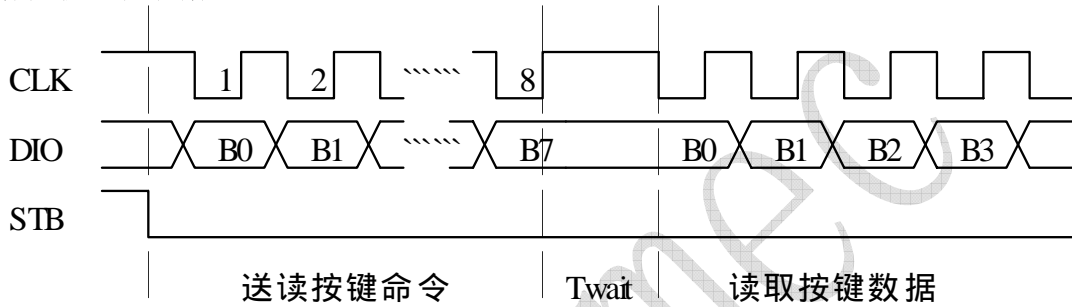 CLK 1 2 `````` 8
DIO B0 B1 `````` B7 B0 B1 B2 B3
STB
送读按键命令 Twait 读取按键数据
mec